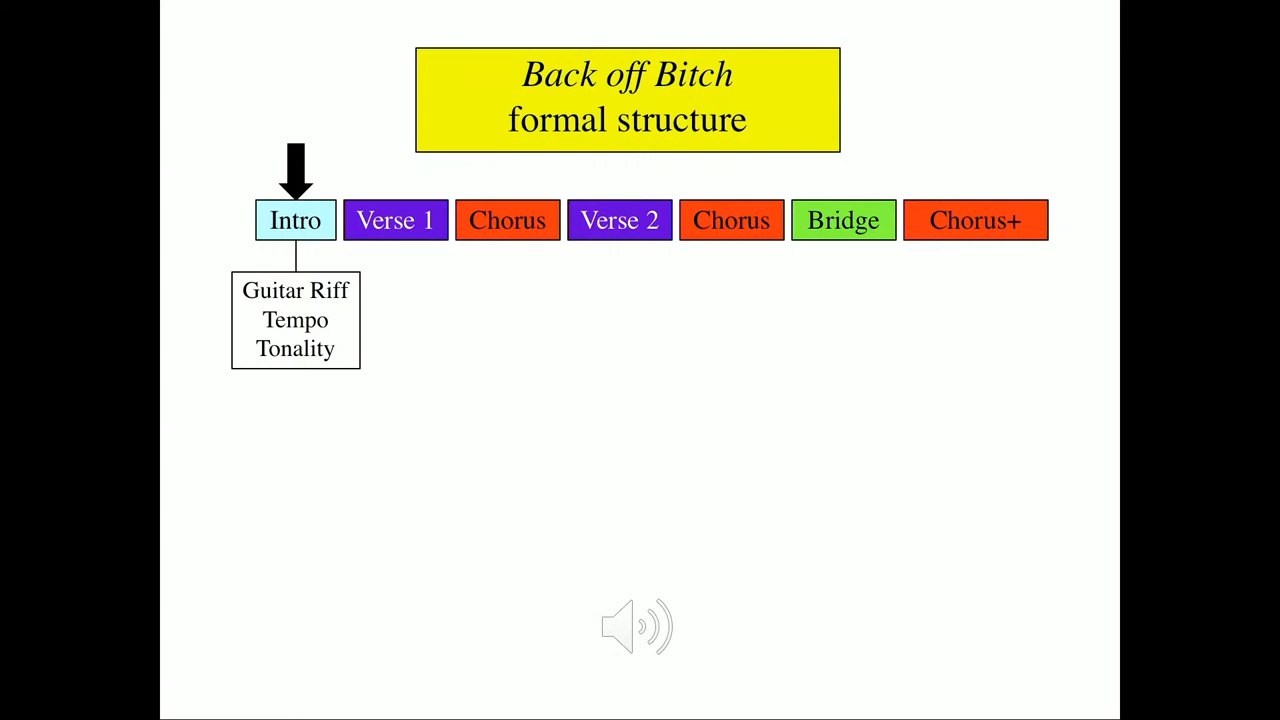 Back off Bitch
formal structure
Intro
Verse 1
Chorus
Verse 2
Chorus
Bridge
Chorus+
Guitar Riff
Tempo
Tonality